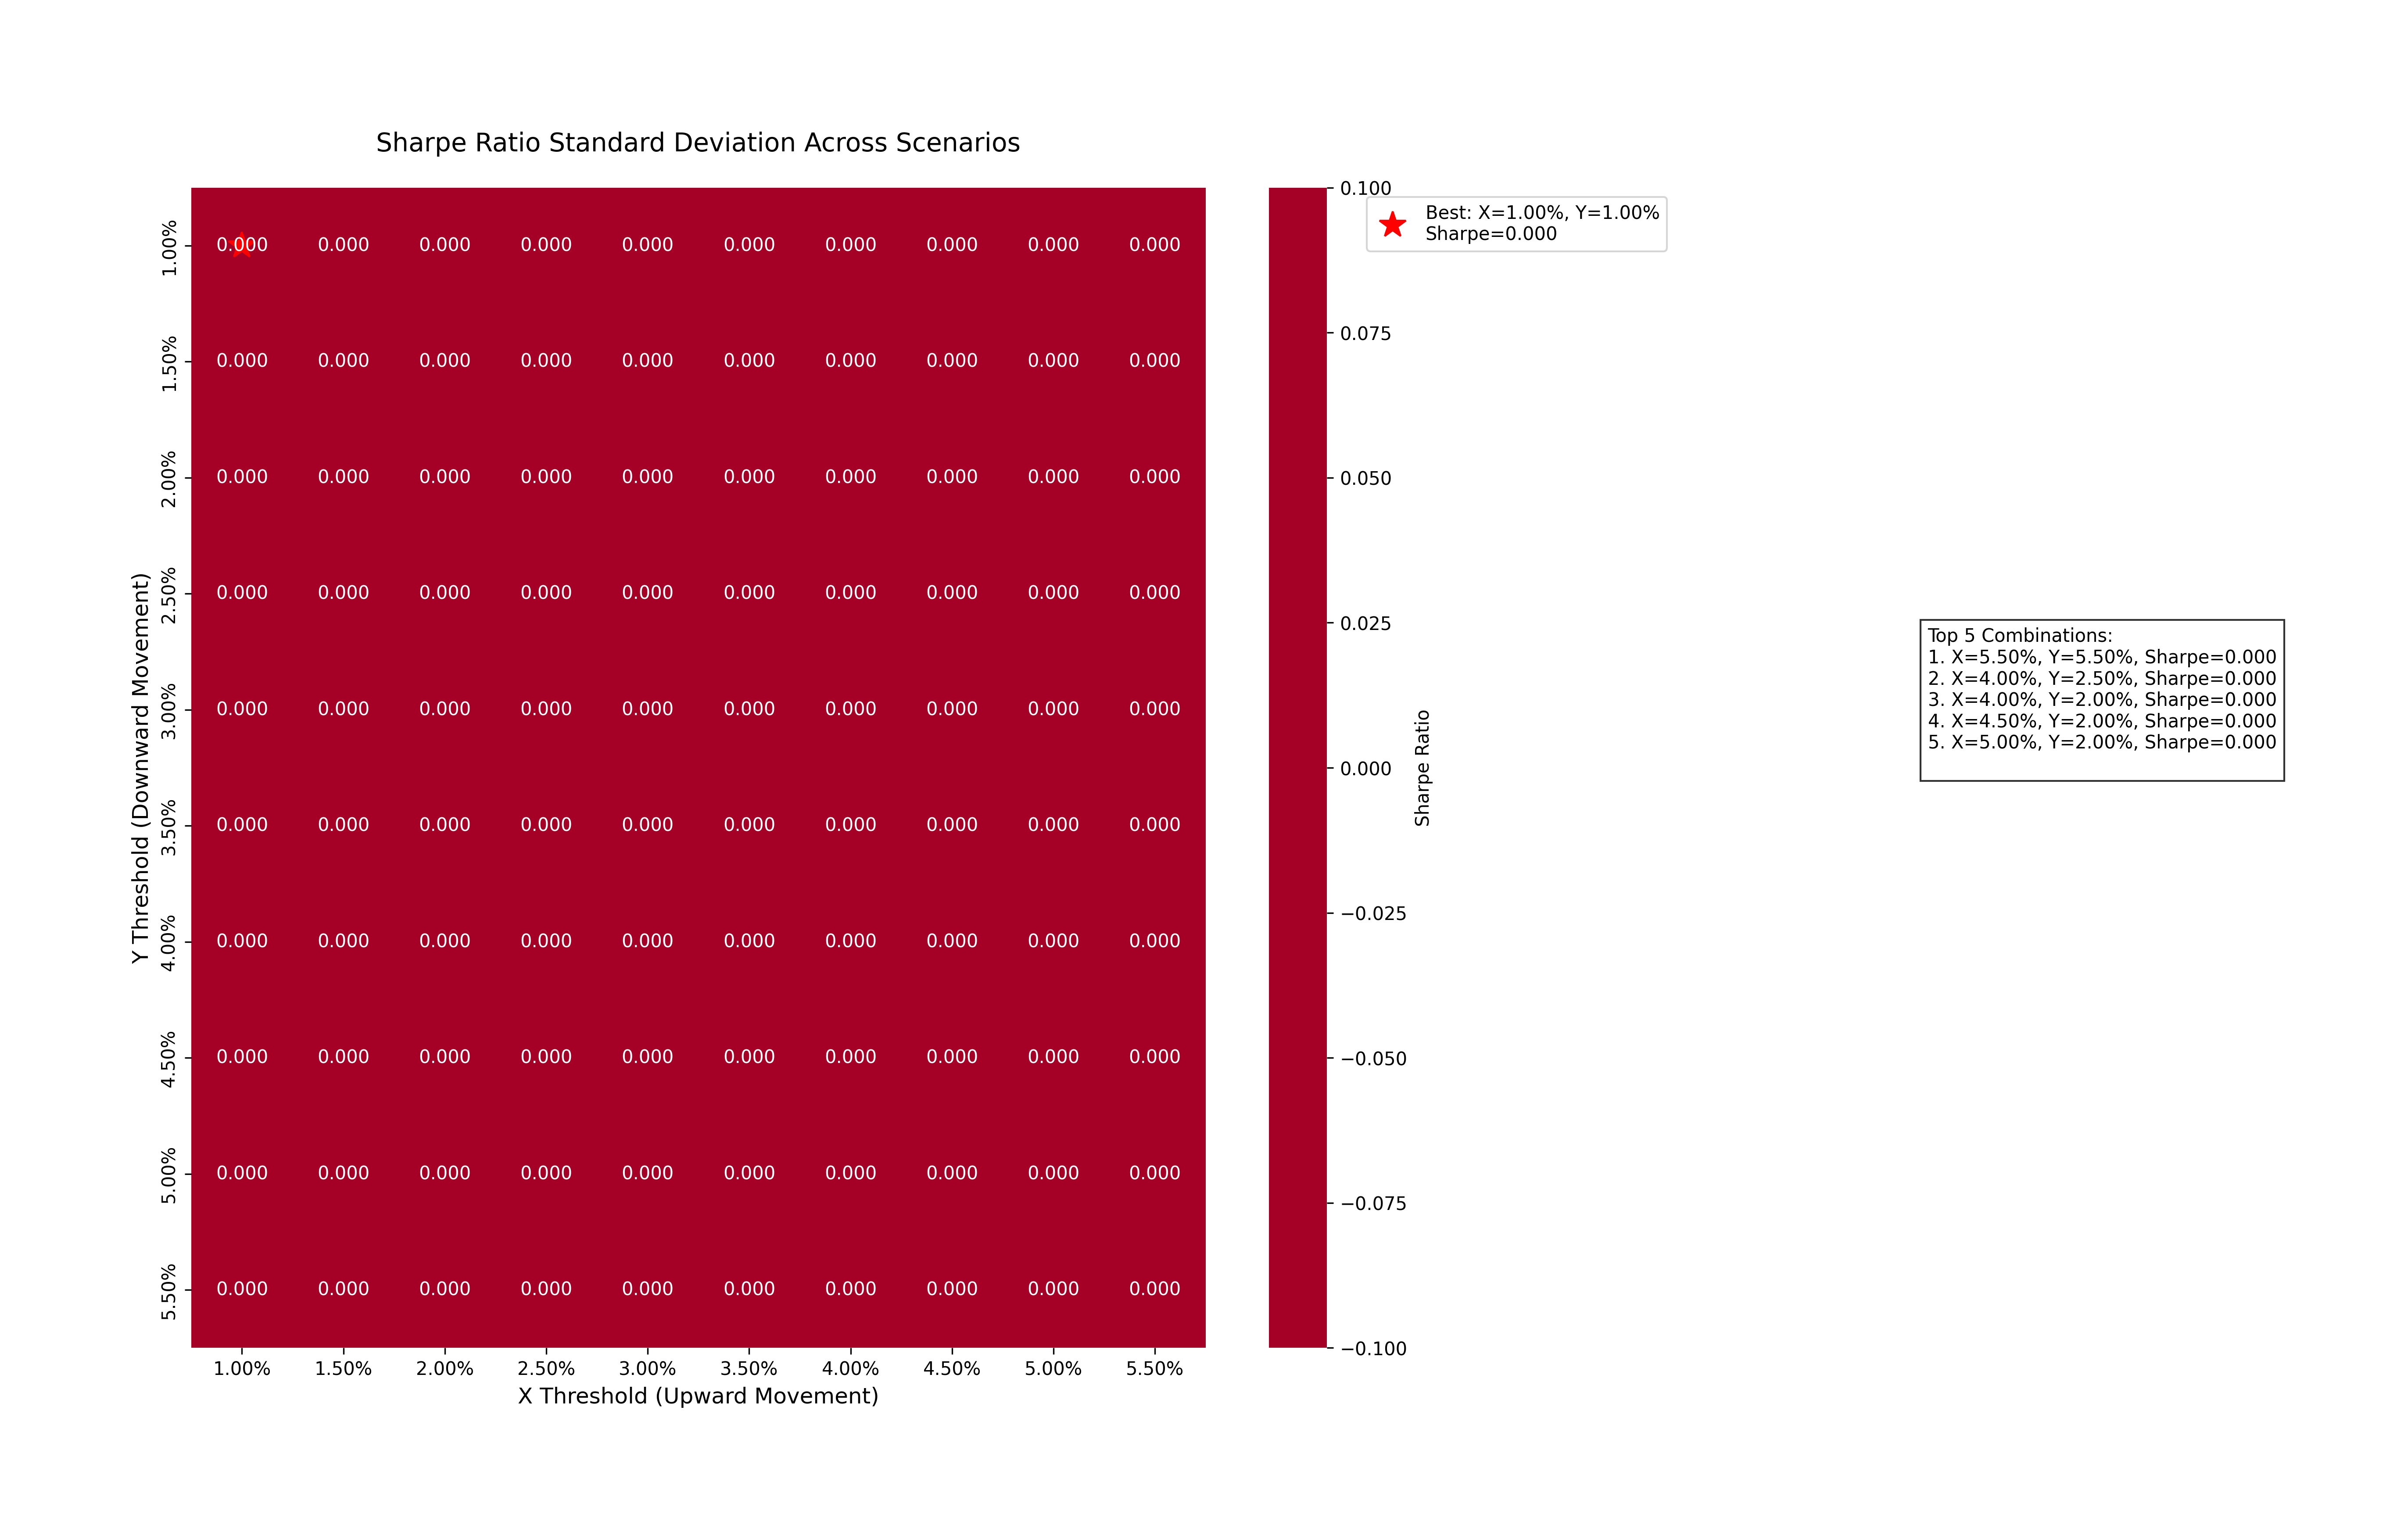 Sharpe Ratio Standard Deviation Across Scenarios
Y Threshold (Downward Movement)
1.00% 0.000 0.000 0.000 0.000 0.000 0.000 0.000 0.000 0.000 0.000
1.50% 0.000 0.000 0.000 0.000 0.000 0.000 0.000 0.000 0.000 0.000
2.00% 0.000 0.000 0.000 0.000 0.000 0.000 0.000 0.000 0.000 0.000
2.50% 0.000 0.000 0.000 0.000 0.000 0.000 0.000 0.000 0.000 0.000
3.00% 0.000 0.000 0.000 0.000 0.000 0.000 0.000 0.000 0.000 0.000
3.50% 0.000 0.000 0.000 0.000 0.000 0.000 0.000 0.000 0.000 0.000
4.00% 0.000 0.000 0.000 0.000 0.000 0.000 0.000 0.000 0.000 0.000
4.50% 0.000 0.000 0.000 0.000 0.000 0.000 0.000 0.000 0.000 0.000
5.00% 0.000 0.000 0.000 0.000 0.000 0.000 0.000 0.000 0.000 0.000
5.50% 0.000 0.000 0.000 0.000 0.000 0.000 0.000 0.000 0.000 0.000
1.00% 1.50% 2.00% 2.50% 3.00% 3.50% 4.00% 4.50% 5.00% 5.50%
X Threshold (Upward Movement)
0.100
0.075
0.050
0.025
0.000
−0.025
−0.050
−0.075
−0.100
Sharpe Ratio
Best: X=1.00%, Y=1.00%
Sharpe=0.000
Top 5 Combinations:
1. X=5.50%, Y=5.50%, Sharpe=0.000
2. X=4.00%, Y=2.50%, Sharpe=0.000
3. X=4.00%, Y=2.00%, Sharpe=0.000
4. X=4.50%, Y=2.00%, Sharpe=0.000
5. X=5.00%, Y=2.00%, Sharpe=0.000